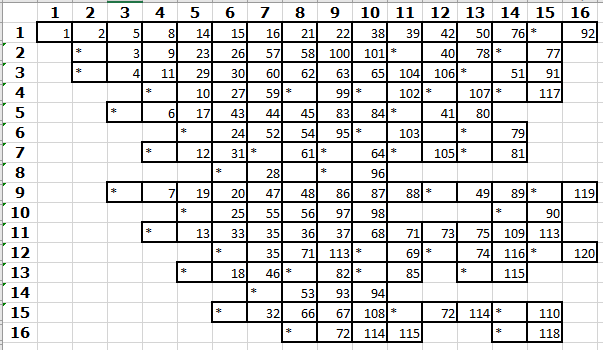 1 2 3 4 5 6 7 8 9 10 11 12 13 14 15 16
1 1 2 5 8 14 15 16 21 22 38 39 42 50 76 * 92
2 * 3 9 23 26 57 58 100 101 * 40 78 * 77
3 * 4 11 29 30 60 62 63 65 104 106 * 51 91
4 * 10 27 59 * 99 * 102 * 107 * 117
5 * 6 17 43 44 45 83 84 * 41 80
6 * 24 52 54 95 * 103 * 79
7 * 12 31 * 61 * 64 * 105 * 81
8 * 28 * 96
9 * 7 19 20 47 48 86 87 88 * 49 89 * 119
10 * 25 55 56 97 98 * 90
11 * 13 33 35 36 37 68 71 73 75 109 113
12 * 35 71 113 * 69 * 74 116 * 120
13 * 18 46 * 82 * 85 * 115
14 * 53 93 94
15 * 32 66 67 108 * 72 114 * 110
16 * 72 114 115 * 118